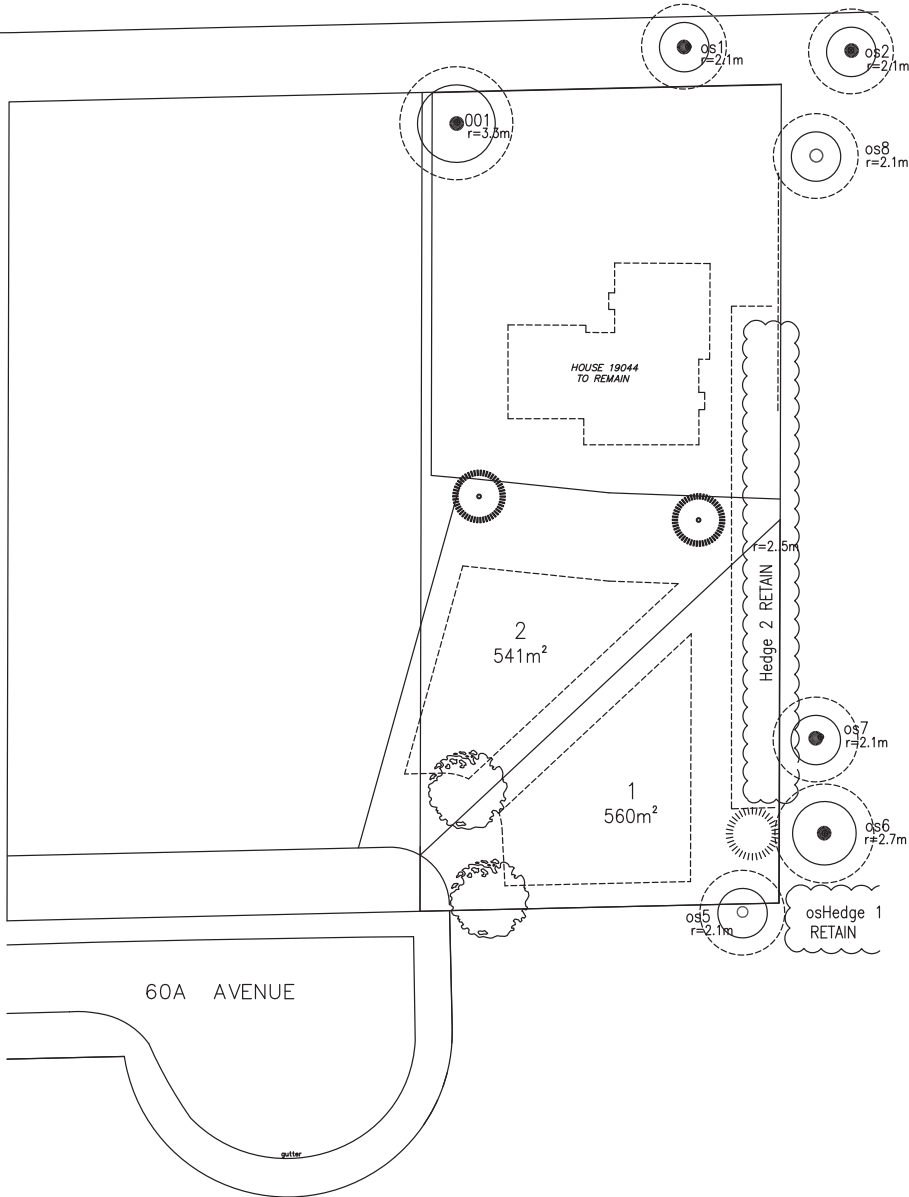 os1
r=2.1m
os2
r=2.1m
001
r=3.3m
os8
r=2.1m
HOUSE 19044
TO REMAIN
r=2.5m
Hedge 2 RETAIN
2
541m²
os7
r=2.1m
1
560m²
os6
r=2.7m
os5
r=2.1m
osHedge 1
RETAIN
60A AVENUE
gutter